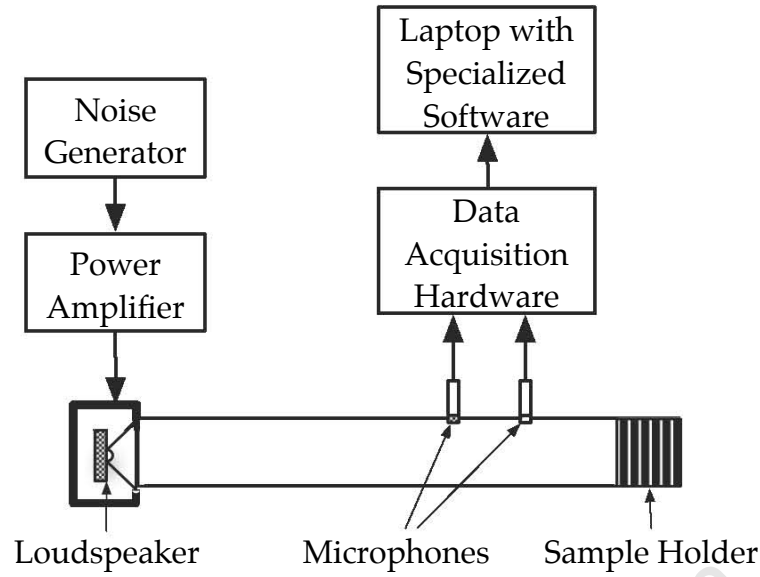 Laptop with
Specialized
Software
Noise
Generator
Data
Acquisition
Hardware
Power
Amplifier
Loudspeaker
Microphones
Sample Holder